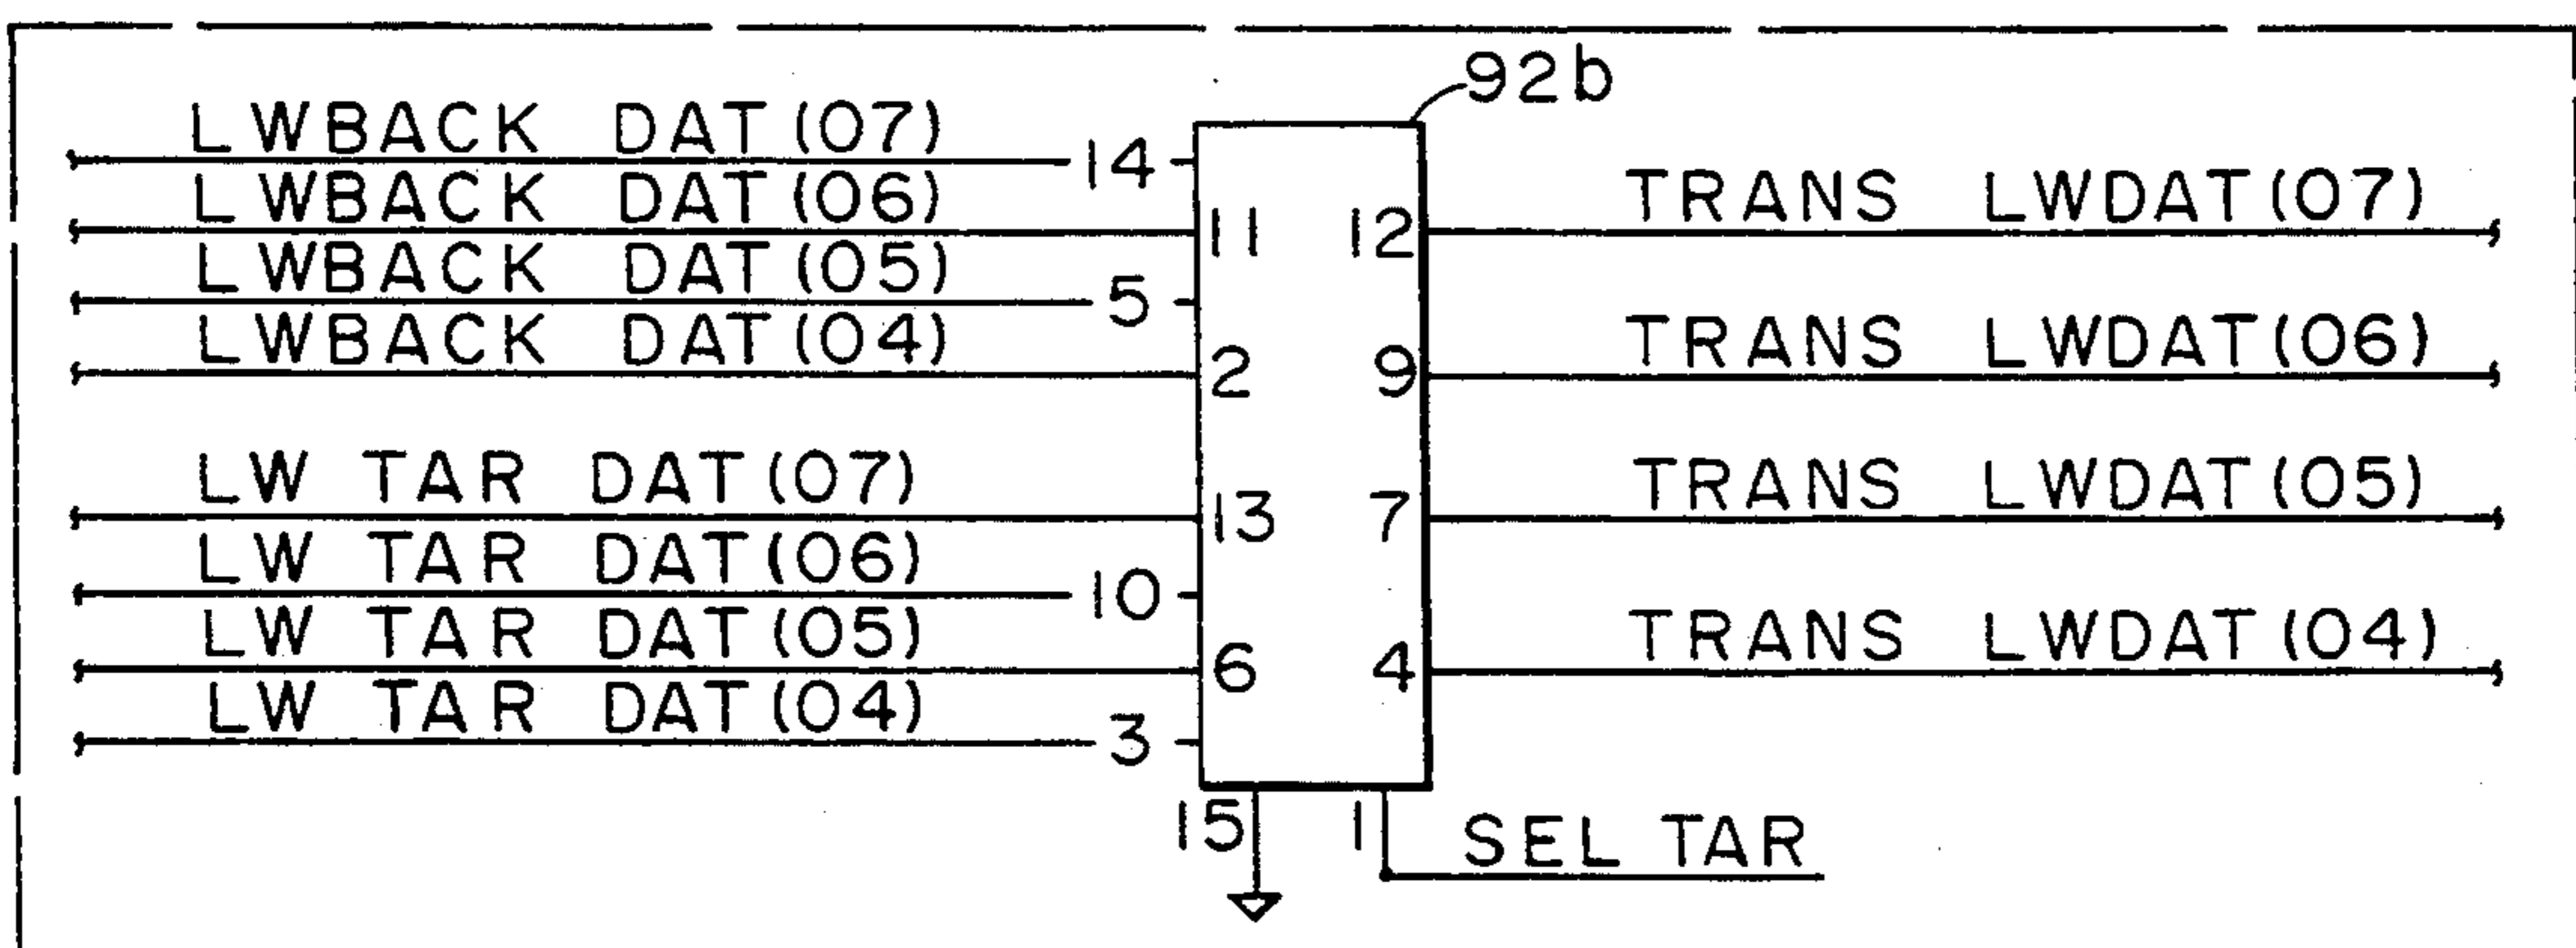 92b
LWBACK DAT(07) 14
LWBACK DAT(06) 11
LWBACK DAT(05) 5
LWBACK DAT(04) 2
LW TAR DAT(07) 13
LW TAR DAT(06) 10
LW TAR DAT(05) 6
LW TAR DAT(04) 3
12 TRANS LWDAT(07)
9 TRANS LWDAT(06)
7 TRANS LWDAT(05)
4 TRANS LWDAT(04)
15 1 SEL TAR